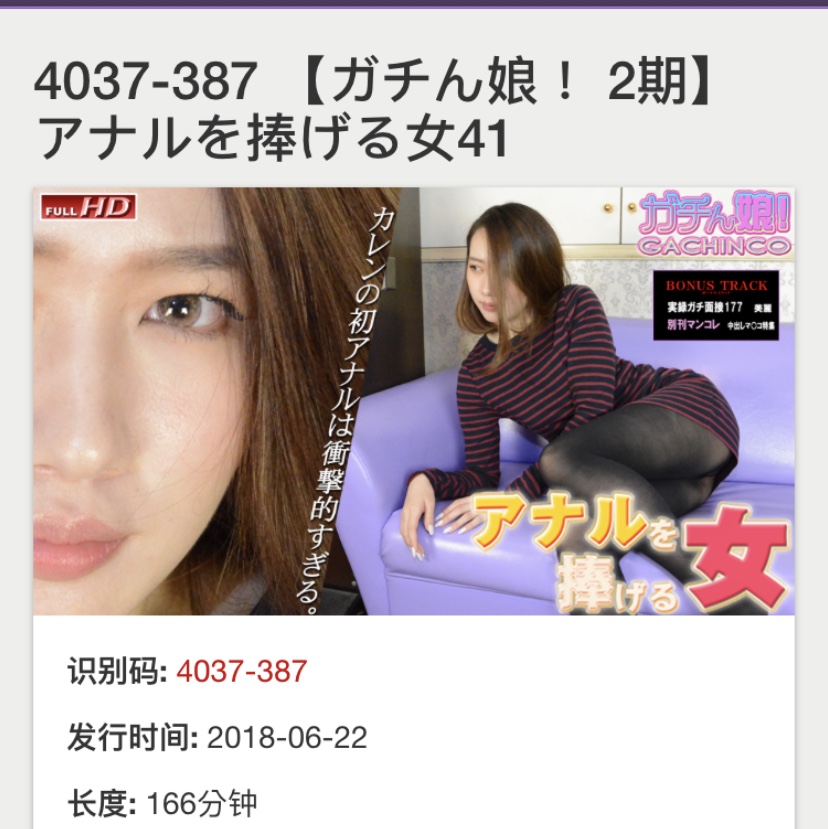 4037-387 【ガチん娘！ 2期】
アナルを捧げる女41
FULL HD
カレンの初アナルは衝撃的すぎる。
ガチん娘!
GACHINCO
BONUS TRACK
実録ガチ面接177 美麗
別刊マンコレ 中出しマ○コ特集
アナルを
捧げる女
识别码: 4037-387
发行时间: 2018-06-22
长度: 166分钟